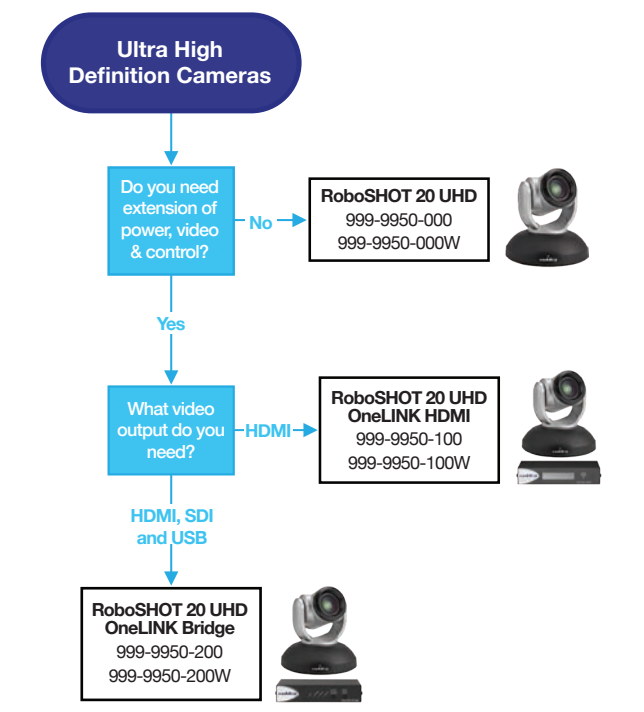 Ultra High
Definition Cameras
Do you need
extension of
power, video
& control?
No
RoboSHOT 20 UHD
999-9950-000
999-9950-000W
Yes
What video
output do you
need?
HDMI
RoboSHOT 20 UHD
OneLINK HDMI
999-9950-100
999-9950-100W
HDMI, SDI
and USB
RoboSHOT 20 UHD
OneLINK Bridge
999-9950-200
999-9950-200W